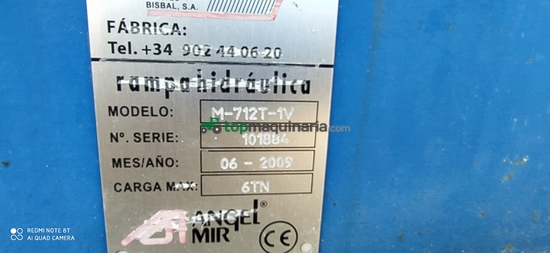 BISBAL, S.A.
FÁBRICA:
Tel. +34 902 44 06 20
rampa hidráulica
MODELO: M-712T-1V
topmaquinaria.com
Nº. SERIE: 101884
MES/AÑO: 06 - 2009
CARGA MAX: 6TN
ANGEL
MIR
CE
REDMI NOTE 8T
AI QUAD CAMERA